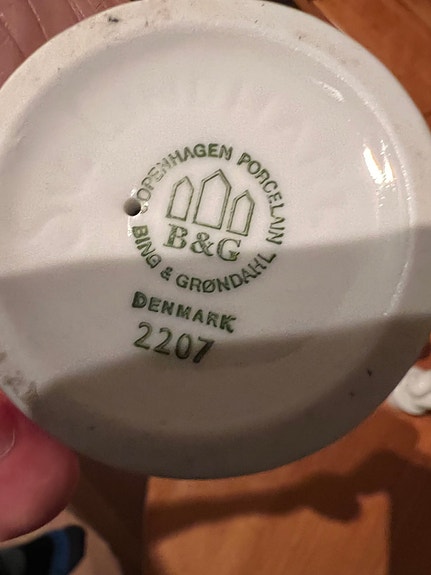 COPENHAGEN PORCELAIN
B&G
BING & GRØNDAHL
DENMARK
2207